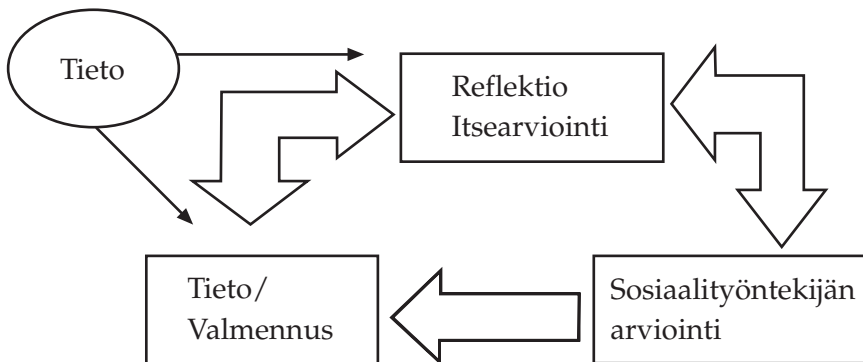 Tieto
Reflektio
Itsearviointi
Tieto/
Valmennus
Sosiaalityöntekijän
arviointi